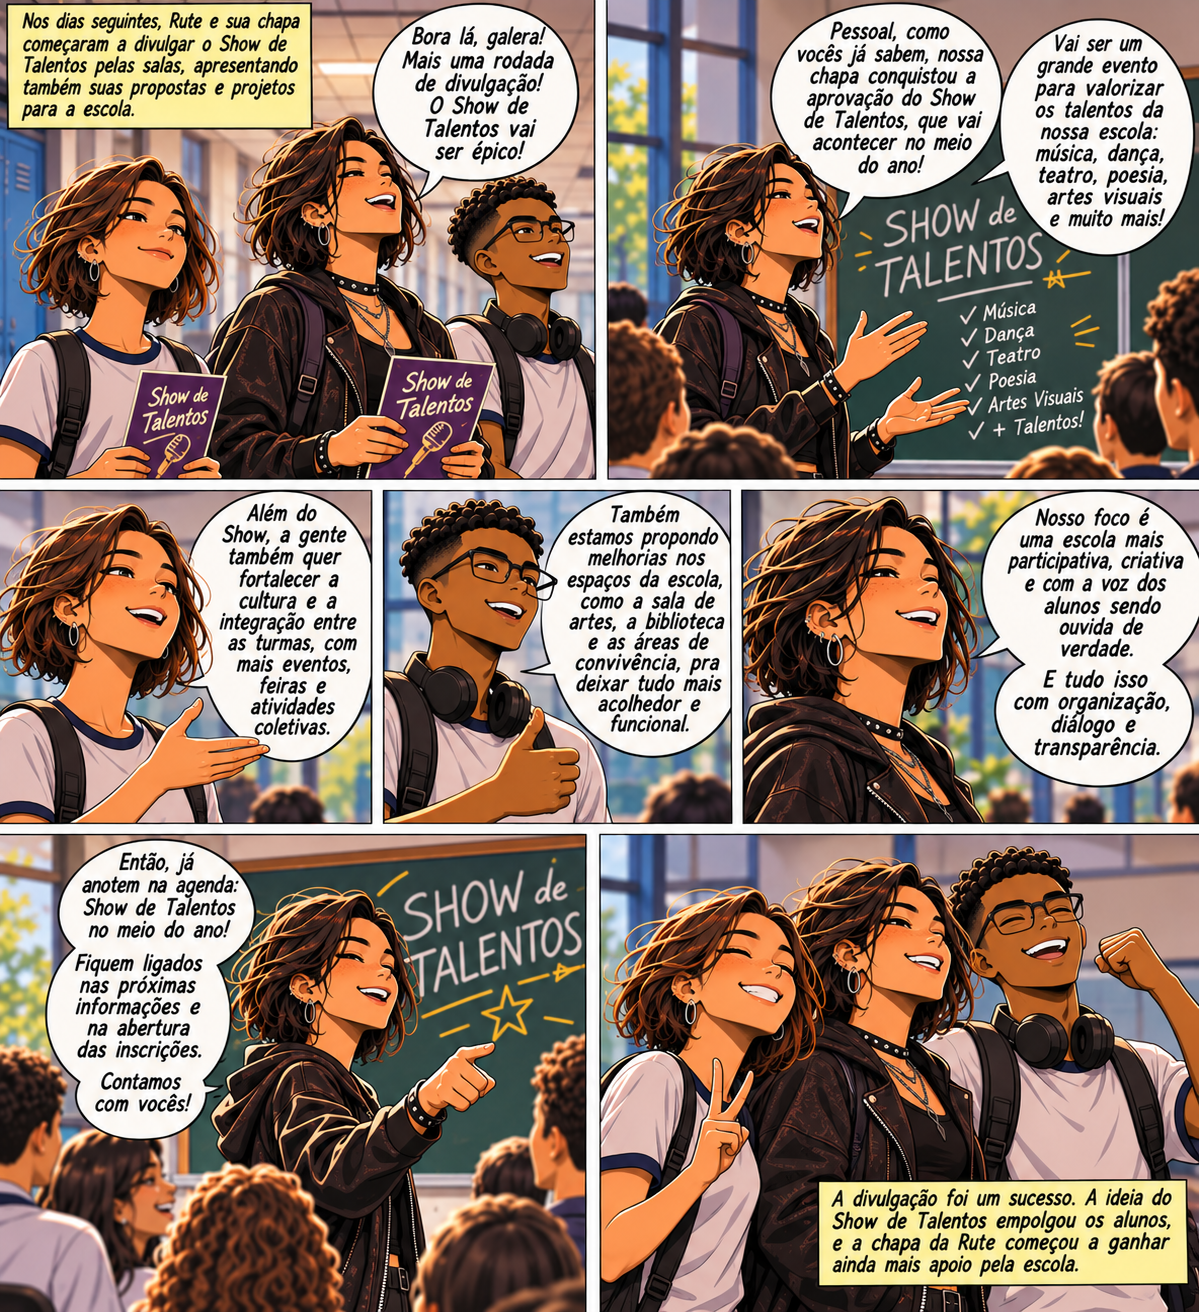 Nos dias seguintes, Rute e sua chapa
começaram a divulgar o Show de
Talentos pelas salas, apresentando
também suas propostas e projetos
para a escola.
Bora lá, galera!
Mais uma rodada
de divulgação!
O Show de
Talentos vai
ser épico!
Show de
Talentos
Show de
Talentos
Pessoal, como
vocês já sabem, nossa
chapa conquistou a
aprovação do Show
de Talentos, que vai
acontecer no meio
do ano!
Vai ser um
grande evento
para valorizar
os talentos da
nossa escola:
música, dança,
teatro, poesia,
artes visuais
e muito mais!
SHOW de
TALENTOS
✓ Música
✓ Dança
✓ Teatro
✓ Poesia
✓ Artes Visuais
✓ + Talentos!
Além do
Show, a gente
também quer
fortalecer a
cultura e a
integração entre
as turmas, com
mais eventos,
feiras e
atividades
coletivas.
Também
estamos propondo
melhorias nos
espaços da escola,
como a sala de
artes, a biblioteca
e as áreas de
convivência, pra
deixar tudo mais
acolhedor e
funcional.
Nosso foco é
uma escola mais
participativa, criativa
e com a voz dos
alunos sendo
ouvida de
verdade.
E tudo isso
com organização,
diálogo e
transparência.
Então, já
anotem na agenda:
Show de Talentos
no meio do ano!
Fiquem ligados
nas próximas
informações e
na abertura
das inscrições.
Contamos
com vocês!
SHOW de
TALENTOS
A divulgação foi um sucesso. A ideia do
Show de Talentos empolgou os alunos,
e a chapa da Rute começou a ganhar
ainda mais apoio pela escola.